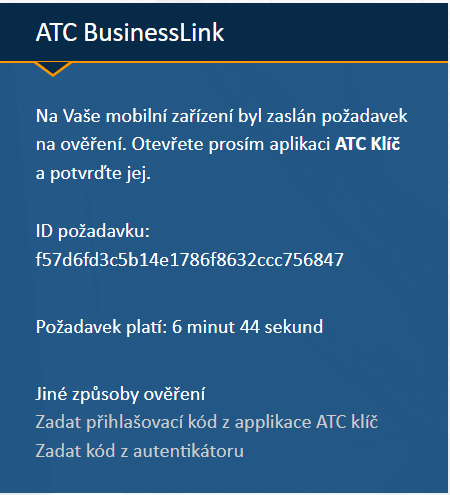 ATC BusinessLink
Na Vaše mobilní zařízení byl zaslán požadavek
na ověření. Otevřete prosím aplikaci ATC Klíč
a potvrďte jej.
ID požadavku:
f57d6fd3c5b14e1786f8632ccc756847
Požadavek platí: 6 minut 44 sekund
Jiné způsoby ověření
Zadat přihlašovací kód z applikace ATC klíč
Zadat kód z autentikátoru